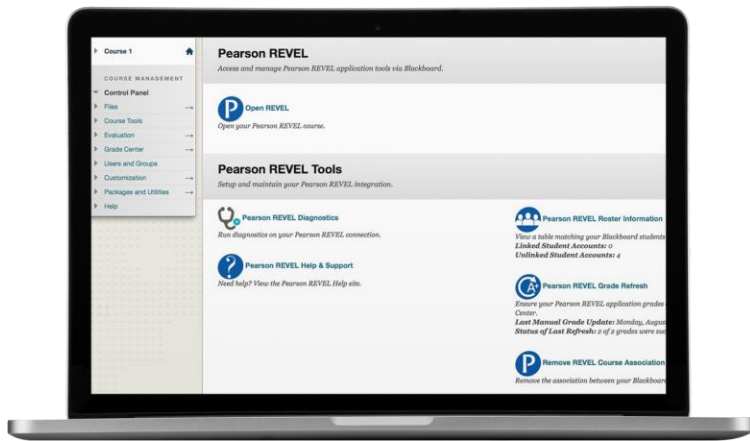 Course 1
COURSE MANAGEMENT
Control Panel
Files
Course Tools
Evaluation
Grade Center
Users and Groups
Customization
Packages and Utilities
Help
Pearson REVEL
Access and manage Pearson REVEL application tools via Blackboard.
P Open REVEL
Open your Pearson REVEL course.
Pearson REVEL Tools
Setup and maintain your Pearson REVEL integration.
Pearson REVEL Diagnostics
Run diagnostics on your Pearson REVEL connection.
? Pearson REVEL Help & Support
Need help? View the Pearson REVEL Help site.
Pearson REVEL Roster Information
View a table matching your Blackboard students
Linked Student Accounts: 0
Unlinked Student Accounts: 4
A+ Pearson REVEL Grade Refresh
Ensure your Pearson REVEL application grades
Center.
Last Manual Grade Update: Monday, Augus
Status of Last Refresh: 2 of 2 grades were suc
P Remove REVEL Course Association
Remove the association between your Blackboar